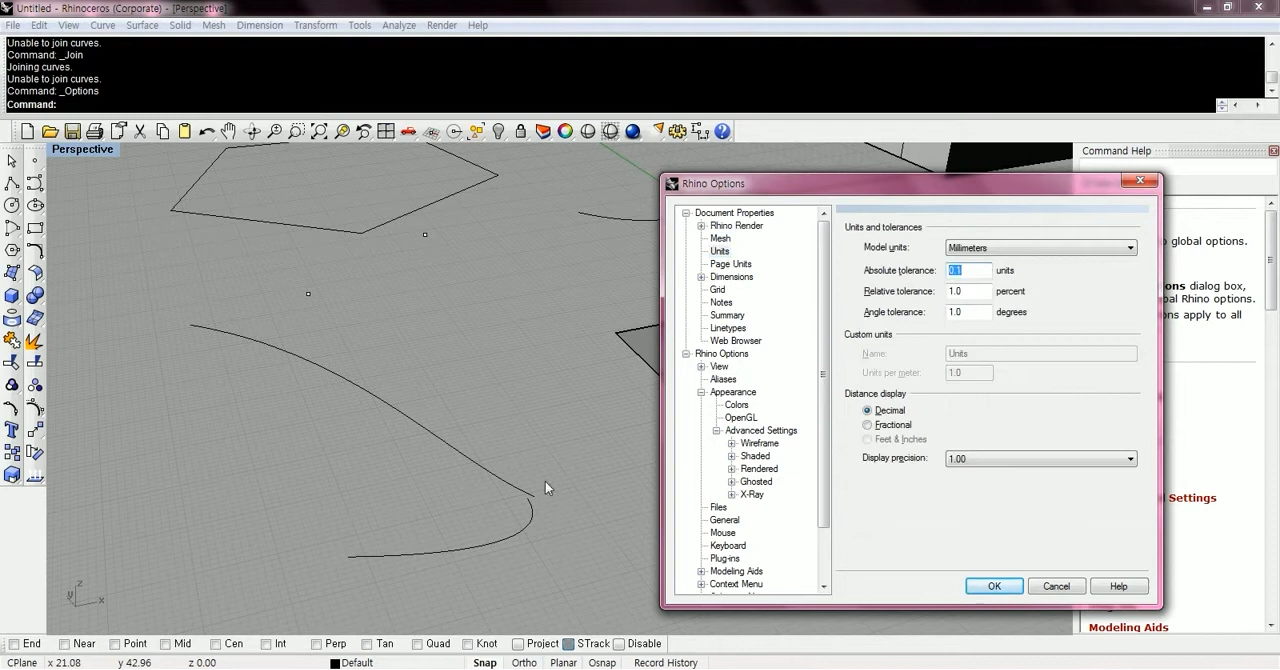 Untitled - Rhinoceros (Corporate) - [Perspective]
File Edit View Curve Surface Solid Mesh Dimension Transform Tools Analyze Render Help
Unable to join curves.
Command: _Join
Joining curves.
Unable to join curves.
Command: _Options
Command:
Perspective
Command Help
Rhino Options
Document Properties
Rhino Render
Mesh
Units
Page Units
Dimensions
Grid
Notes
Summary
Linetypes
Web Browser
Rhino Options
View
Aliases
Appearance
Colors
OpenGL
Advanced Settings
Wireframe
Shaded
Rendered
Ghosted
X-Ray
Files
General
Mouse
Keyboard
Plug-ins
Modeling Aids
Context Menu
Units and tolerances
Model units: Millimeters
Absolute tolerance: 0.1 units
Relative tolerance: 1.0 percent
Angle tolerance: 1.0 degrees
Custom units
Name: Units
Units per meter: 1.0
Distance display
Decimal
Fractional
Feet & Inches
Display precision: 1.00
OK Cancel Help
o global options.
ons dialog box,
bal Rhino options.
ons apply to all
d Settings
Modeling Aids
z
y x
End Near Point Mid Cen Int Perp Tan Quad Knot Project STrack Disable
CPlane x 21.08 y 42.96 z 0.00 Default Snap Ortho Planar Osnap Record History